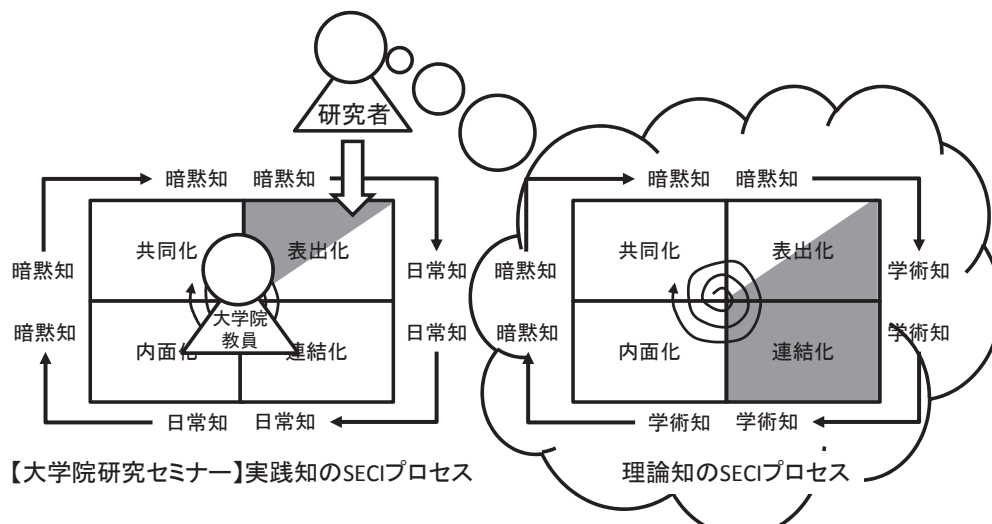 研究者
暗黙知 暗黙知
共同化
表出化
暗黙知
日常知
大学院
教員
暗黙知
日常知
内面化
連結化
日常知 日常知
【大学院研究セミナー】実践知のSECIプロセス
暗黙知 暗黙知
共同化
表出化
暗黙知
学術知
暗黙知
学術知
内面化
連結化
学術知 学術知
理論知のSECIプロセス